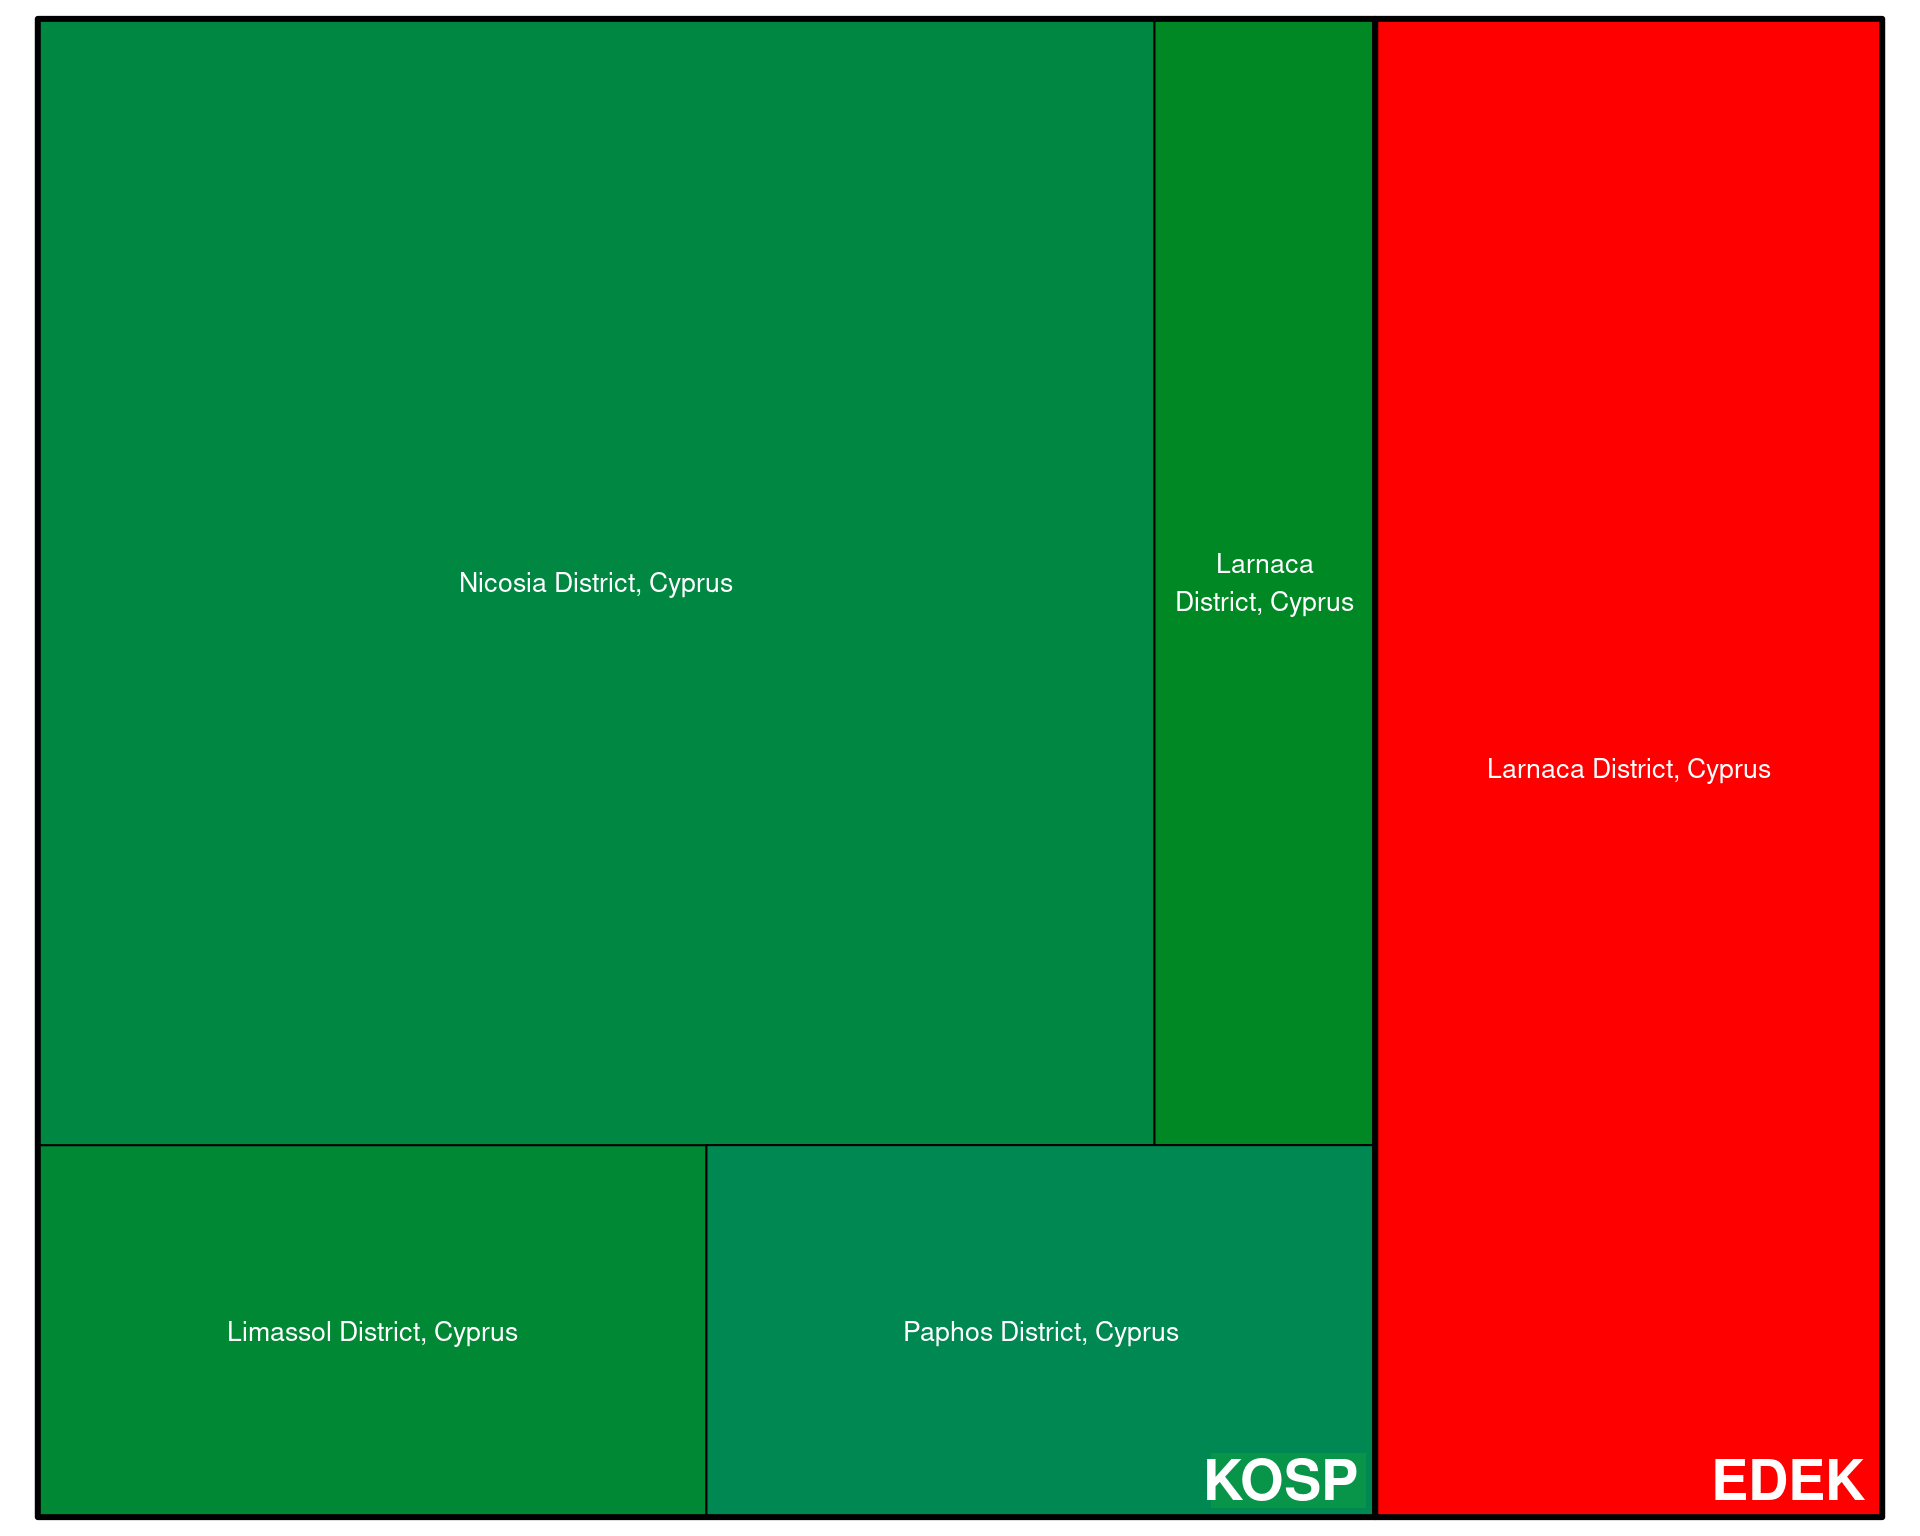 Nicosia District, Cyprus
Larnaca
District, Cyprus
Larnaca District, Cyprus
Limassol District, Cyprus
Paphos District, Cyprus
KOSP
EDEK